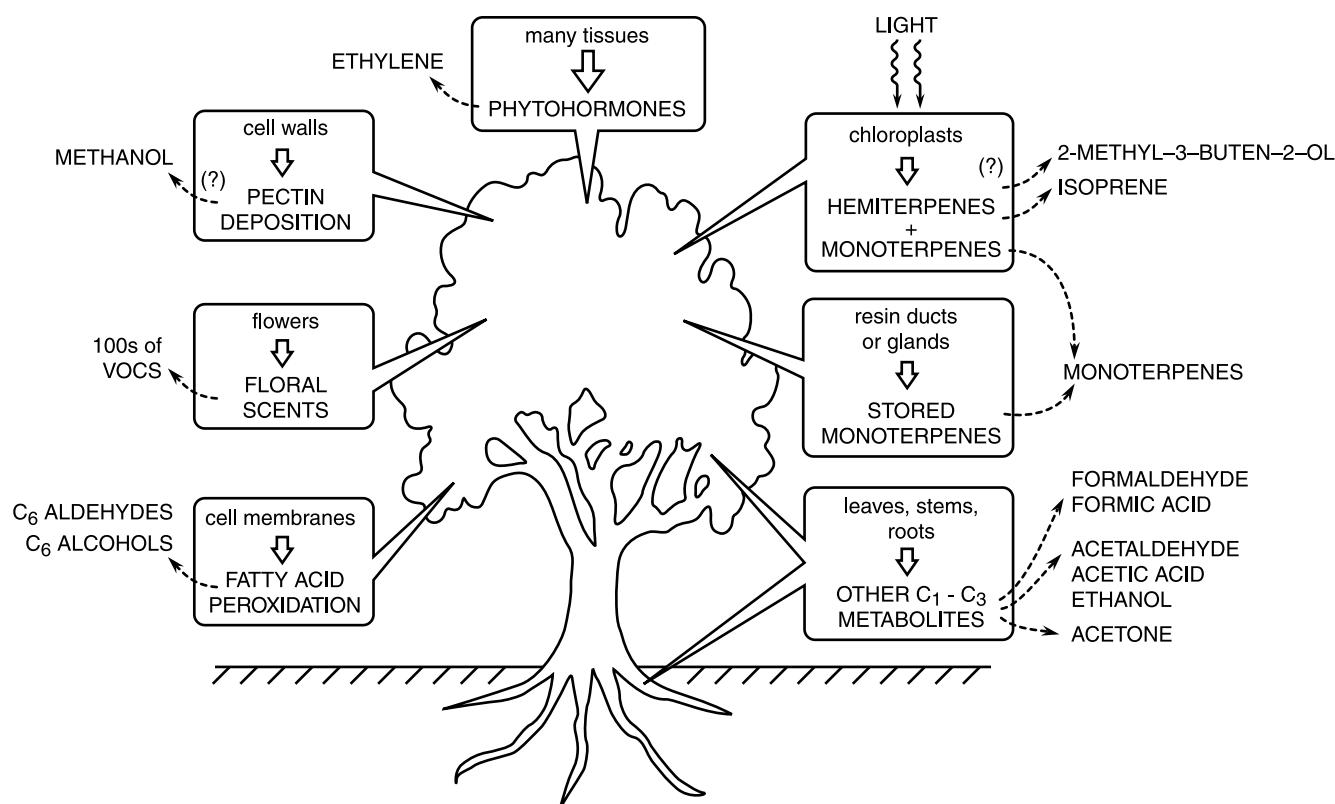 many tissues
PHYTOHORMONES
ETHYLENE
LIGHT
cell walls
(?)
PECTIN
DEPOSITION
METHANOL
chloroplasts
(?)
HEMITERPENES
+
MONOTERPENES
2-METHYL–3–BUTEN–2–OL
ISOPRENE
flowers
FLORAL
SCENTS
100s of
VOCS
resin ducts
or glands
STORED
MONOTERPENES
MONOTERPENES
cell membranes
FATTY ACID
PEROXIDATION
C6 ALDEHYDES
C6 ALCOHOLS
leaves, stems,
roots
OTHER C1 - C3
METABOLITES
FORMALDEHYDE
FORMIC ACID
ACETALDEHYDE
ACETIC ACID
ETHANOL
ACETONE